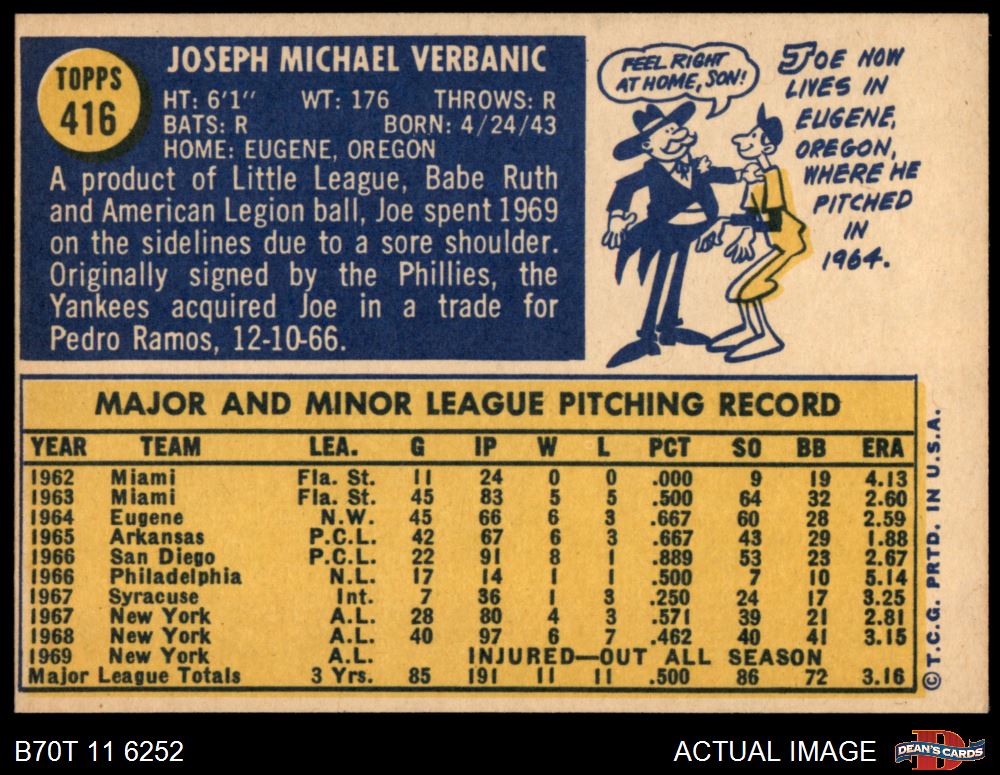 TOPPS
416
JOSEPH MICHAEL VERBANIC
HT: 6'1" WT: 176 THROWS: R
BATS: R BORN: 4/24/43
HOME: EUGENE, OREGON
A product of Little League, Babe Ruth
and American Legion ball, Joe spent 1969
on the sidelines due to a sore shoulder.
Originally signed by the Phillies, the
Yankees acquired Joe in a trade for
Pedro Ramos, 12-10-66.
FEEL RIGHT
AT HOME, SON!
JOE NOW
LIVES IN
EUGENE,
OREGON,
WHERE HE
PITCHED
IN
1964.
MAJOR AND MINOR LEAGUE PITCHING RECORD
YEAR TEAM LEA. G IP W L PCT SO BB ERA
1962 Miami Fla. St. 11 24 0 0 .000 9 19 4.13
1963 Miami Fla. St. 45 83 5 5 .500 64 32 2.60
1964 Eugene N.W. 45 66 6 3 .667 60 28 2.59
1965 Arkansas P.C.L. 42 67 6 3 .667 43 29 1.88
1966 San Diego P.C.L. 22 91 8 1 .889 53 23 2.67
1966 Philadelphia N.L. 17 14 1 1 .500 7 10 5.14
1967 Syracuse Int. 7 36 1 3 .250 24 17 3.25
1967 New York A.L. 28 80 4 3 .571 39 21 2.81
1968 New York A.L. 40 97 6 7 .462 40 41 3.15
1969 New York A.L. INJURED—OUT ALL SEASON
Major League Totals 3 Yrs. 85 191 11 11 .500 86 72 3.16
©T.C.G. PRTD. IN U.S.A.
B70T 11 6252
ACTUAL IMAGE
DEAN'S CARDS